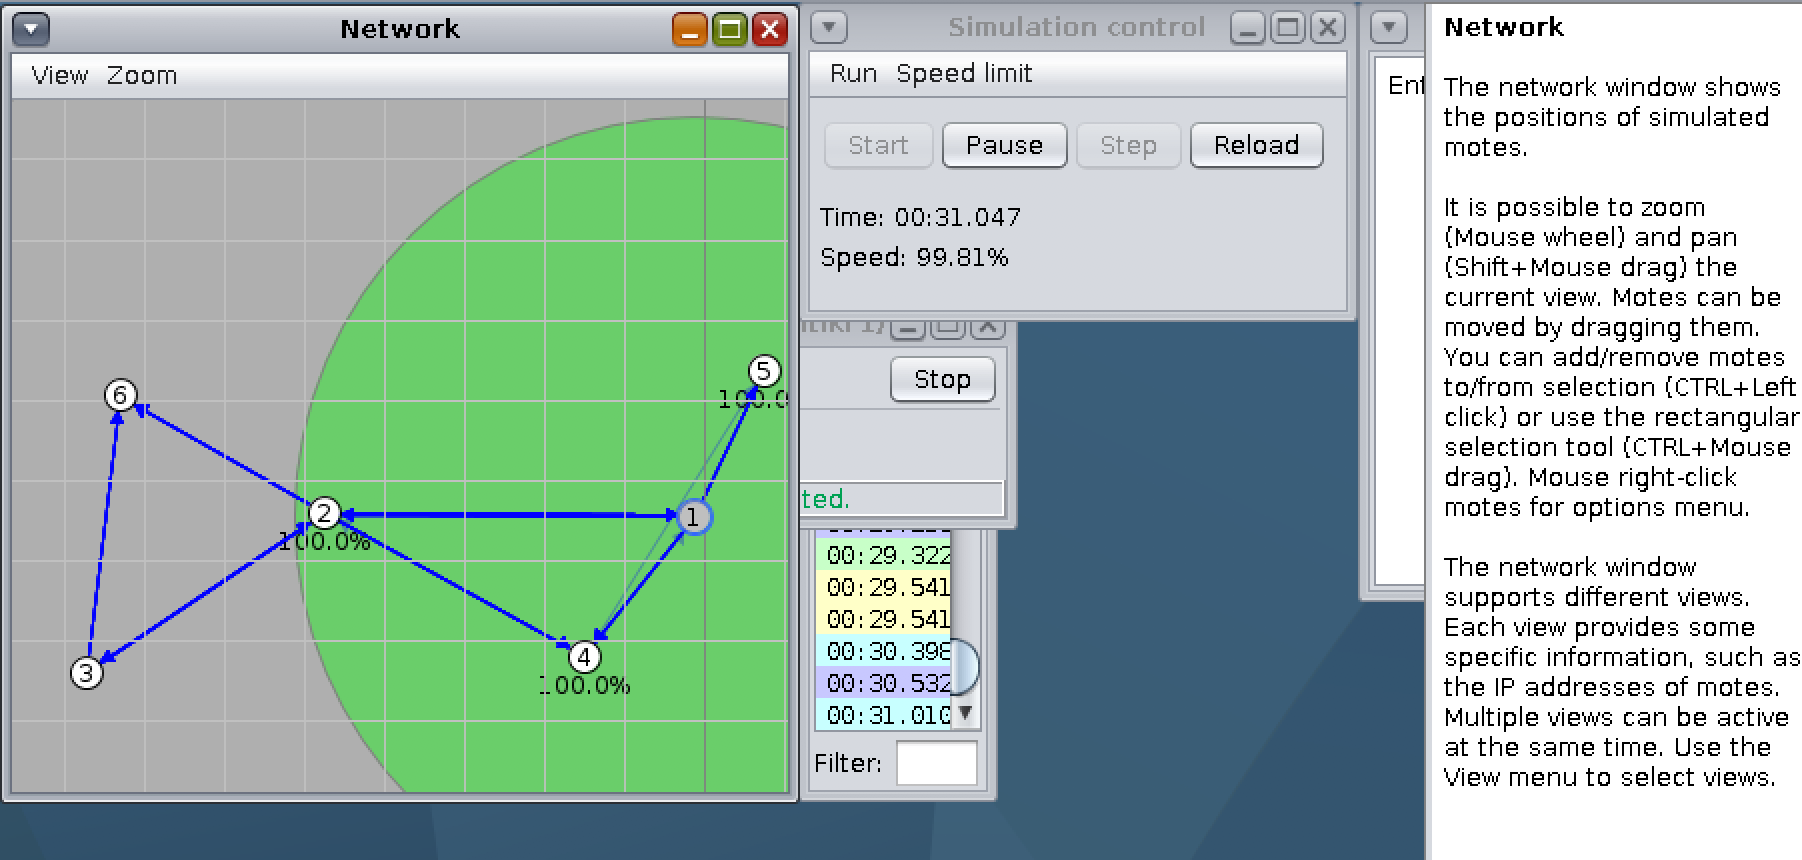 Network
View Zoom
6
5
100.0
2
100.0%
1
3
4
100.0%
Simulation control
Run Speed limit
Start Pause Step Reload
Time: 00:31.047
Speed: 99.81%
Stop
ted.
00:29.322
00:29.541
00:29.541
00:30.398
00:30.532
00:31.010
Filter:
Ent
Network
The network window shows
the positions of simulated
motes.
It is possible to zoom
(Mouse wheel) and pan
(Shift+Mouse drag) the
current view. Motes can be
moved by dragging them.
You can add/remove motes
to/from selection (CTRL+Left
click) or use the rectangular
selection tool (CTRL+Mouse
drag). Mouse right-click
motes for options menu.
The network window
supports different views.
Each view provides some
specific information, such as
the IP addresses of motes.
Multiple views can be active
at the same time. Use the
View menu to select views.